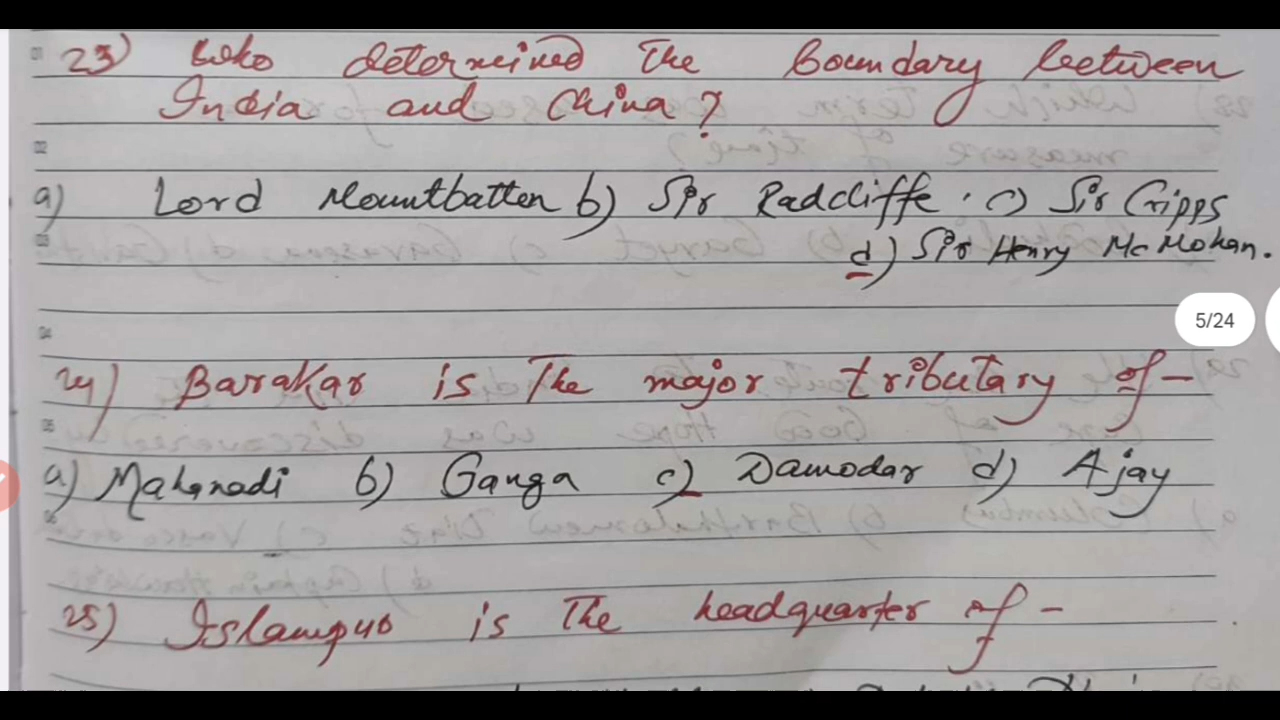 23) Who determined The boundary between
India and China?
a) Lord Mountbatten b) Sir Radcliffe. c) Sir Cripps
d) Sir Henry McMohan.
5/24
24) Barakar is The major tributary of -
a) Mahanadi b) Ganga c) Damodar d) Ajay
25) Islampur is The headquarter of -